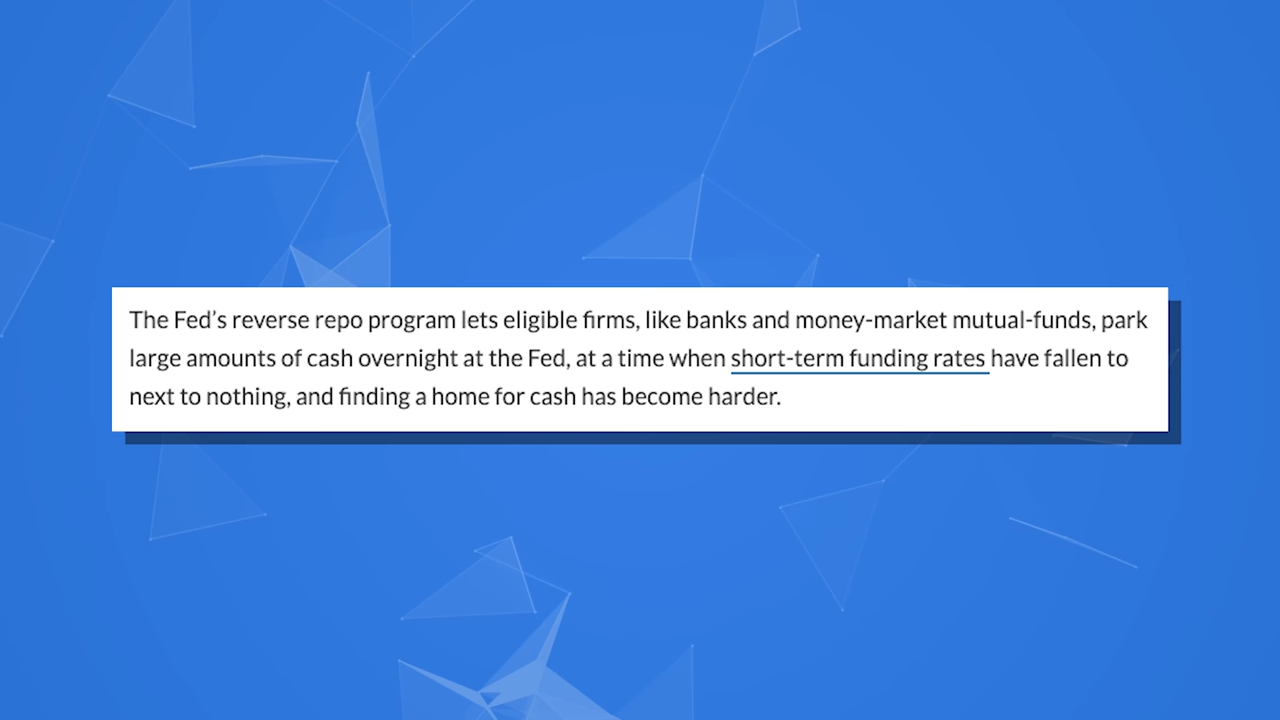 The Fed’s reverse repo program lets eligible firms, like banks and money-market mutual-funds, park
large amounts of cash overnight at the Fed, at a time when short-term funding rates have fallen to
next to nothing, and finding a home for cash has become harder.